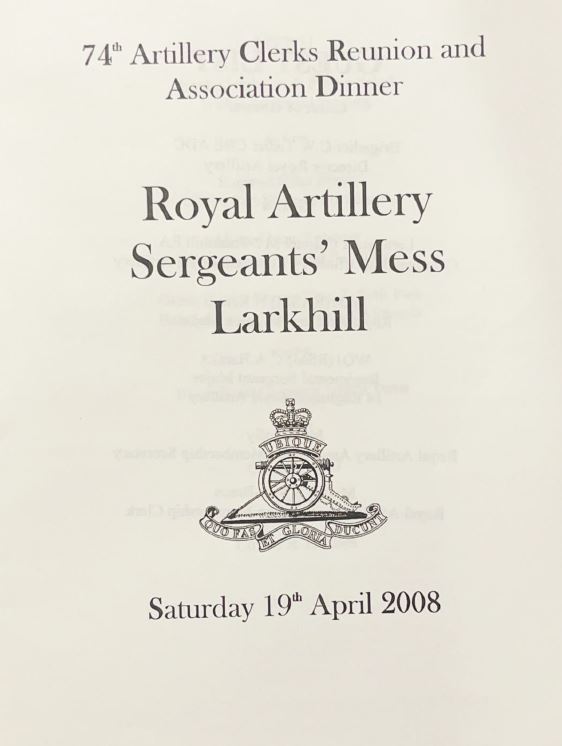 74th Artillery Clerks Reunion and
Association Dinner
Royal Artillery
Sergeants' Mess
Larkhill
UBIQUE
QUO FAS
ET GLORIA
DUCUNT
Saturday 19th April 2008